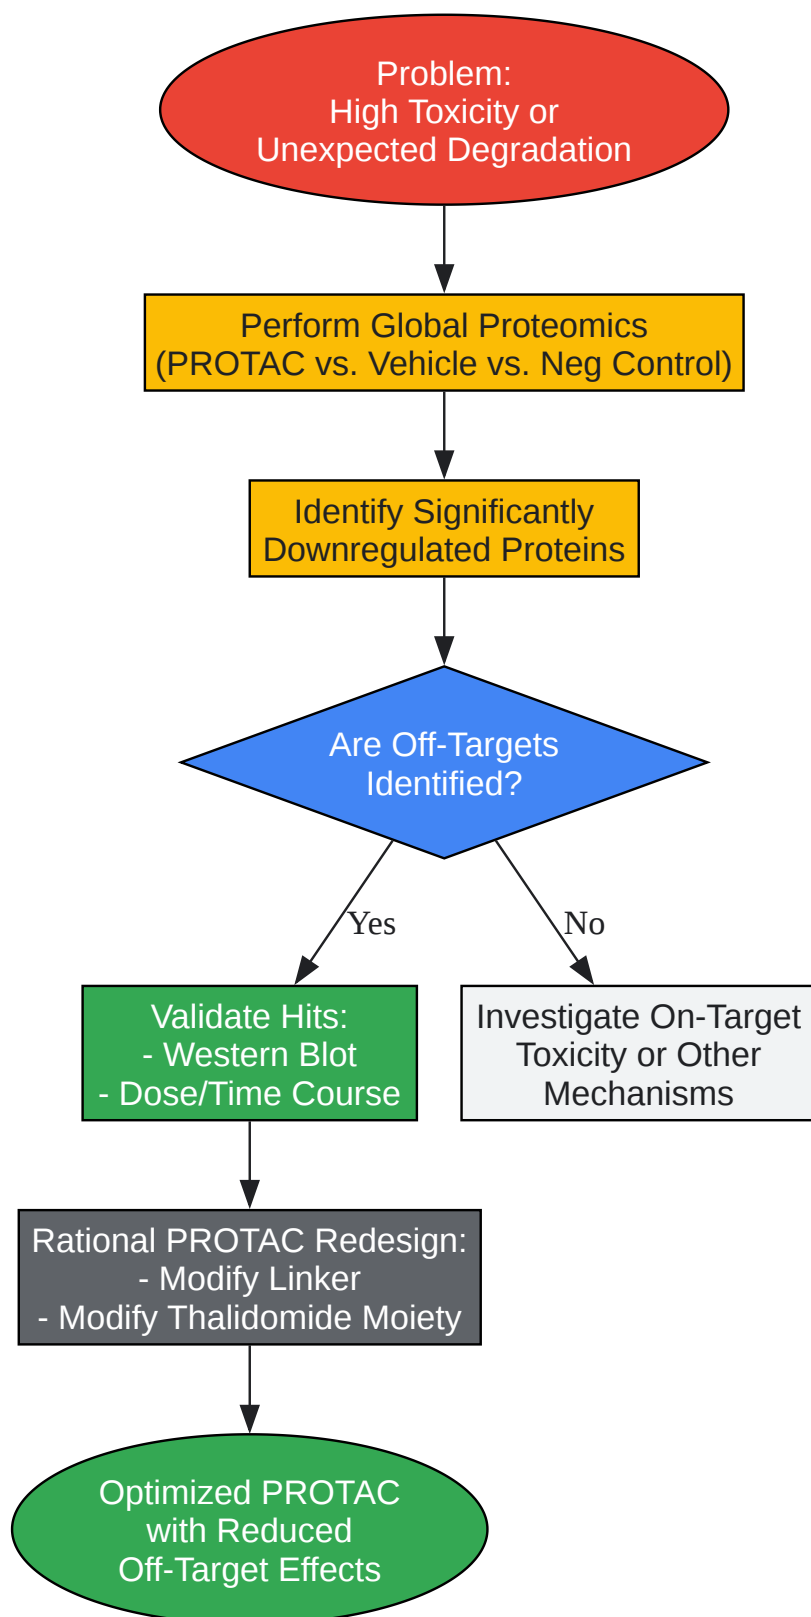 Problem:
High Toxicity or
Unexpected Degradation
Perform Global Proteomics
(PROTAC vs. Vehicle vs. Neg Control)
Identify Significantly
Downregulated Proteins
Are Off-Targets
Identified?
Yes
No
Validate Hits:
- Western Blot
- Dose/Time Course
Investigate On-Target
Toxicity or Other
Mechanisms
Rational PROTAC Redesign:
- Modify Linker
- Modify Thalidomide Moiety
Optimized PROTAC
with Reduced
Off-Target Effects